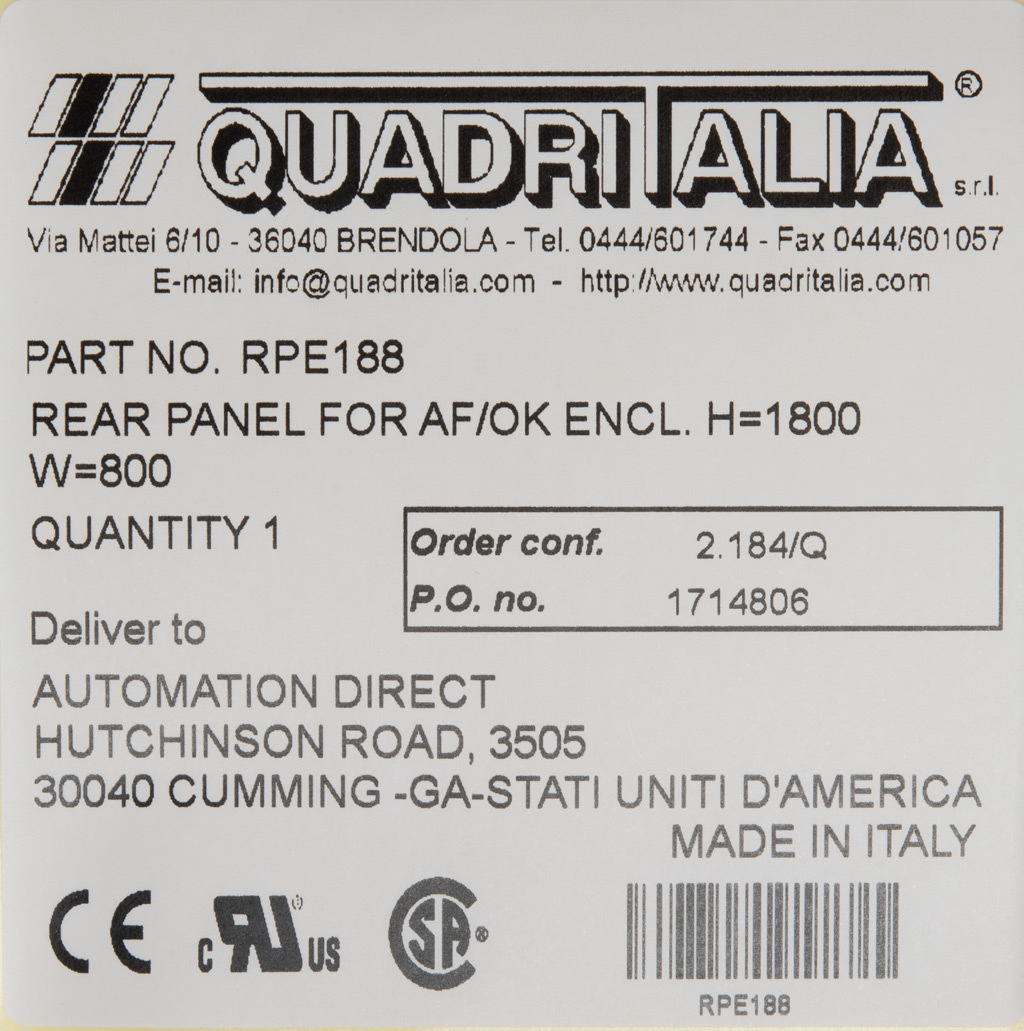 QUADRITALIA ® s.r.l.
Via Mattei 6/10 - 36040 BRENDOLA - Tel. 0444/601744 - Fax 0444/601057
E-mail: info@quadritalia.com - http://www.quadritalia.com
PART NO. RPE188
REAR PANEL FOR AF/OK ENCL. H=1800
W=800
QUANTITY 1
Order conf. 2.184/Q
P.O. no. 1714806
Deliver to
AUTOMATION DIRECT
HUTCHINSON ROAD, 3505
30040 CUMMING -GA-STATI UNITI D'AMERICA
MADE IN ITALY
CE c RU US SA ®
RPE188